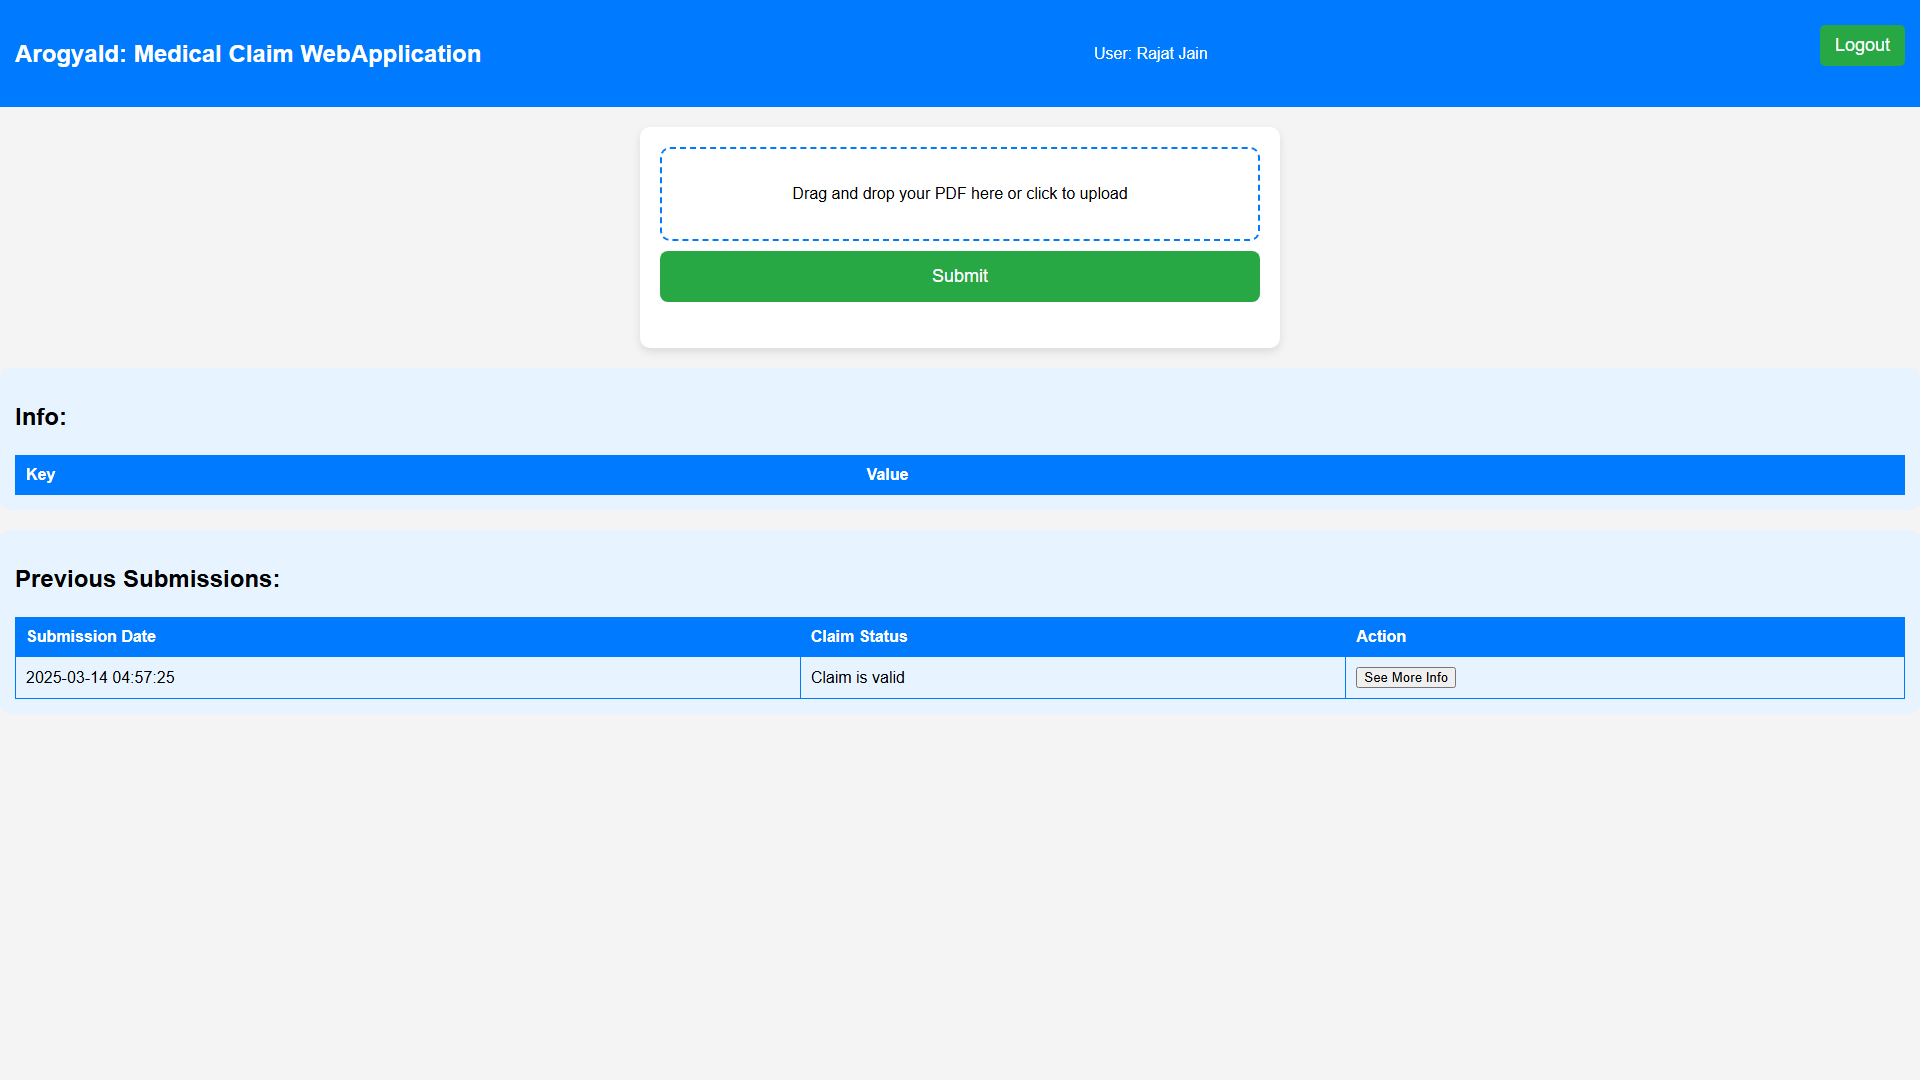 ArogyaId: Medical Claim WebApplication
User: Rajat Jain
Logout
Drag and drop your PDF here or click to upload
Submit
Info:
Key Value
Previous Submissions:
Submission Date Claim Status Action
2025-03-14 04:57:25 Claim is valid See More Info